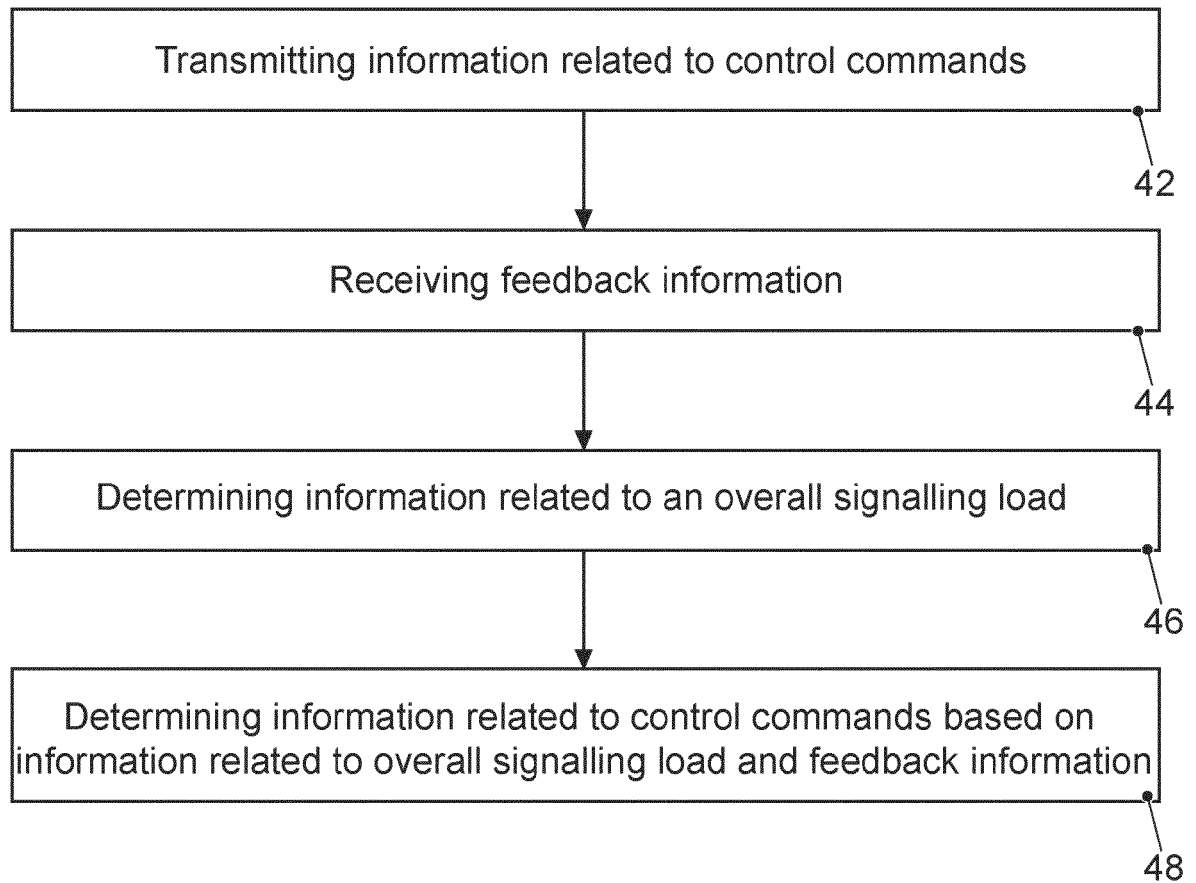 Transmitting information related to control commands
42
Receiving feedback information
44
Determining information related to an overall signalling load
46
Determining information related to control commands based on
information related to overall signalling load and feedback information
48